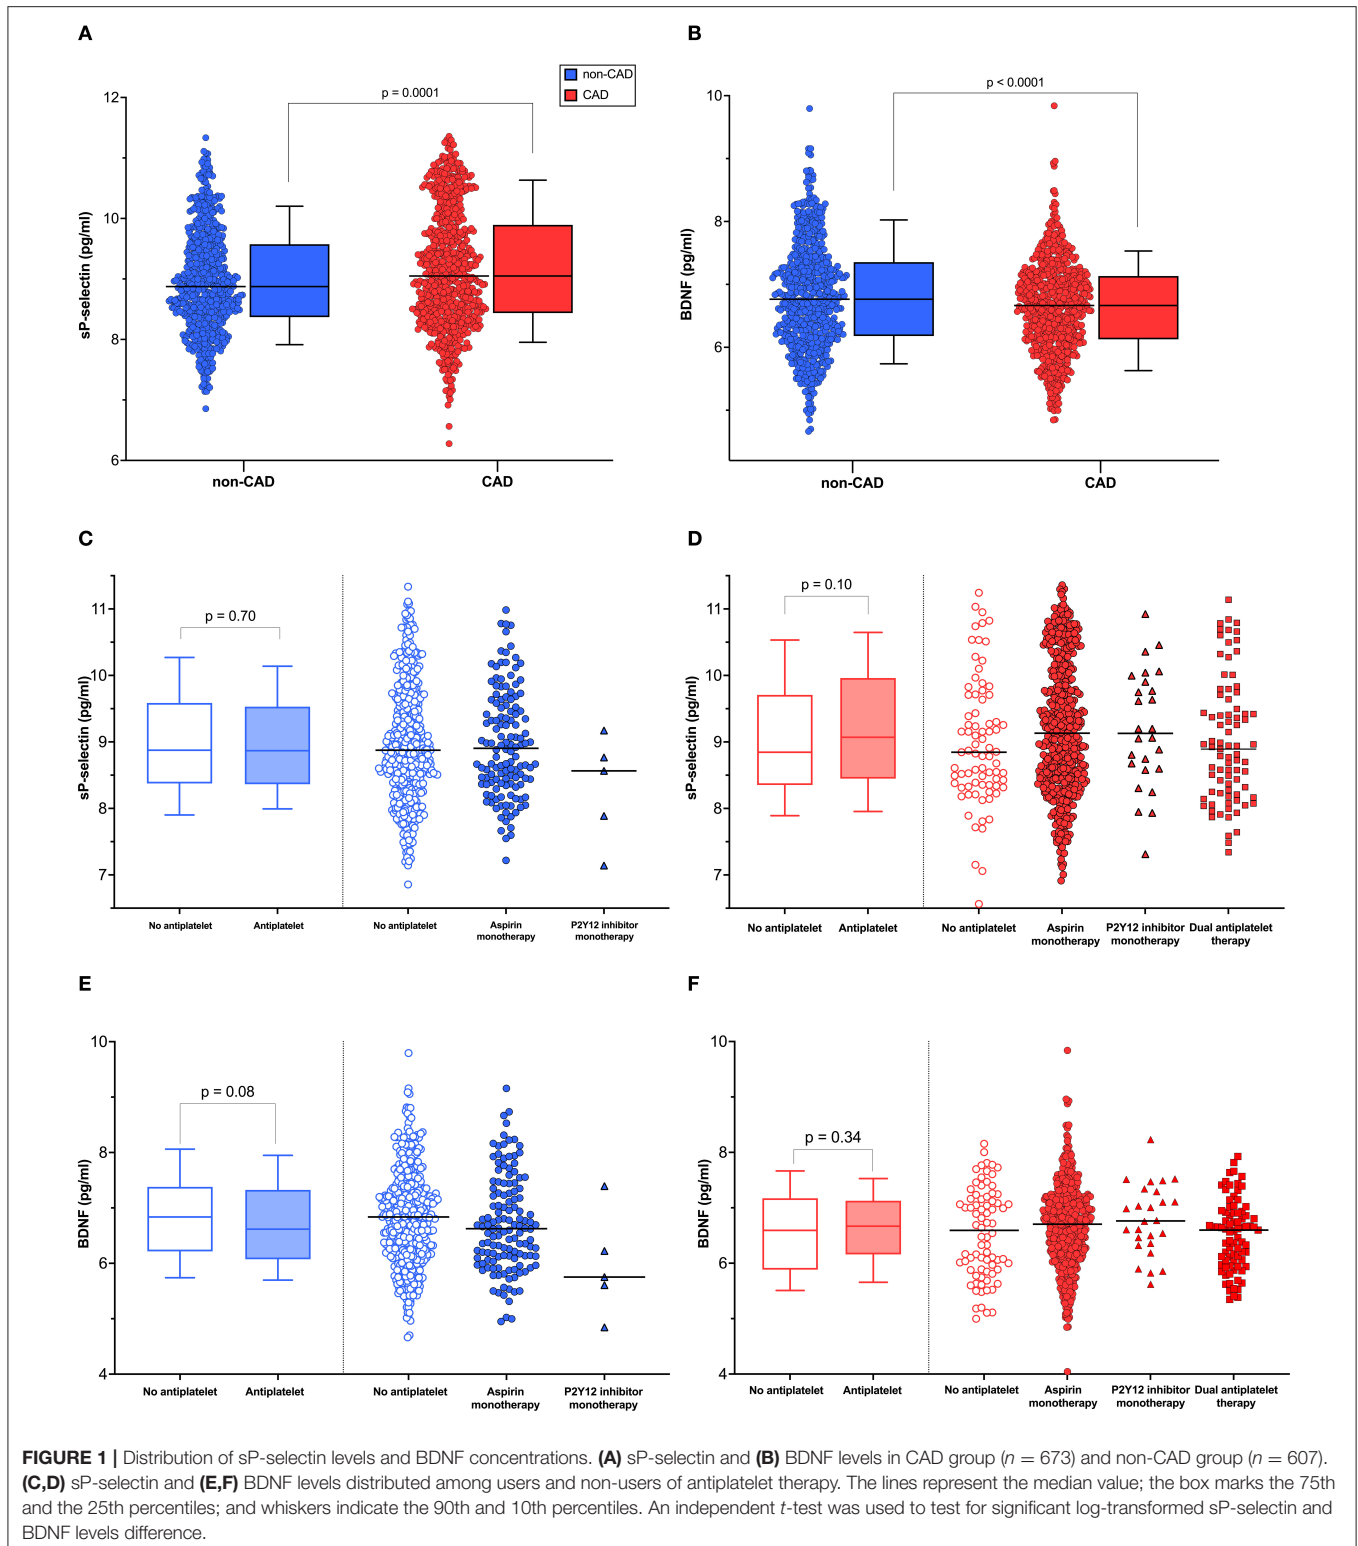 A
B
non-CAD
CAD
p = 0.0001
p < 0.0001
12
10
8
6
sP-selectin (pg/ml)
10
8
6
BDNF (pg/ml)
non-CAD
CAD
non-CAD
CAD
C
D
p = 0.70
p = 0.10
11
10
9
8
7
sP-selectin (pg/ml)
11
10
9
8
7
sP-selectin (pg/ml)
No antiplatelet
Antiplatelet
No antiplatelet
Aspirin
monotherapy
P2Y12 inhibitor
monotherapy
No antiplatelet
Antiplatelet
No antiplatelet
Aspirin
monotherapy
P2Y12 inhibitor
monotherapy
Dual antiplatelet
therapy
E
F
p = 0.08
p = 0.34
10
8
6
4
BDNF (pg/ml)
10
8
6
4
BDNF (pg/ml)
No antiplatelet
Antiplatelet
No antiplatelet
Aspirin
monotherapy
P2Y12 inhibitor
monotherapy
No antiplatelet
Antiplatelet
No antiplatelet
Aspirin
monotherapy
P2Y12 inhibitor
monotherapy
Dual antiplatelet
therapy
FIGURE 1 | Distribution of sP-selectin levels and BDNF concentrations. (A) sP-selectin and (B) BDNF levels in CAD group (n = 673) and non-CAD group (n = 607).
(C,D) sP-selectin and (E,F) BDNF levels distributed among users and non-users of antiplatelet therapy. The lines represent the median value; the box marks the 75th
and the 25th percentiles; and whiskers indicate the 90th and 10th percentiles. An independent t-test was used to test for significant log-transformed sP-selectin and
BDNF levels difference.